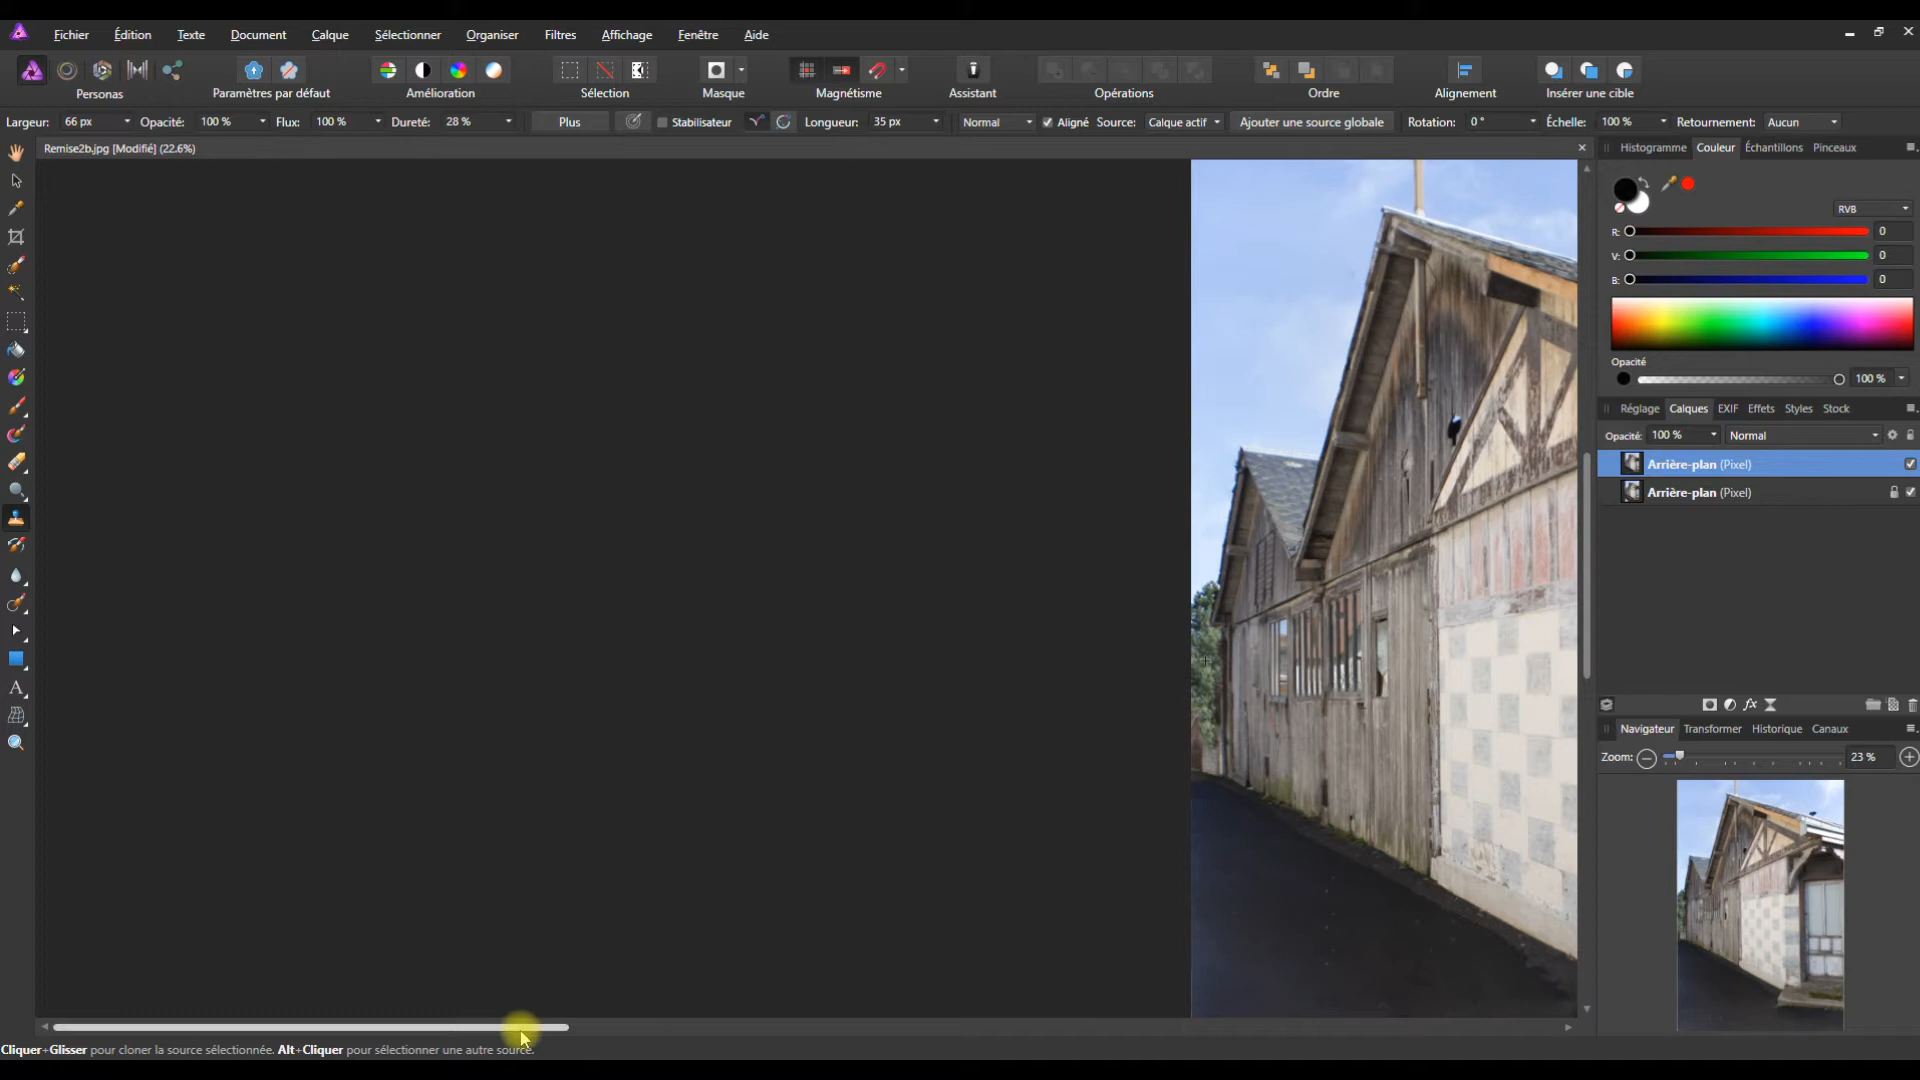 Fichier Édition Texte Document Calque Sélectionner Organiser Filtres Affichage Fenêtre Aide
Personas Paramètres par défaut Amélioration Sélection Masque Magnétisme Assistant Opérations Ordre Alignement Insérer une cible
Largeur: 66 px Opacité: 100 % Flux: 100 % Dureté: 28 % Plus Stabilisateur Longueur: 35 px Normal Aligné Source: Calque actif Ajouter une source globale Rotation: 0 ° Échelle: 100 % Retournement: Aucun
Remise2b.jpg [Modifié] (22.6%)
Histogramme Couleur Échantillons Pinceaux
RVB
R: 0
V: 0
B: 0
Opacité
100 %
Réglage Calques EXIF Effets Styles Stock
Opacité: 100 % Normal
Arrière-plan (Pixel)
Arrière-plan (Pixel)
Navigateur Transformer Historique Canaux
Zoom: 23 %
Cliquer+Glisser pour cloner la source sélectionnée. Alt+Cliquer pour sélectionner une autre source.